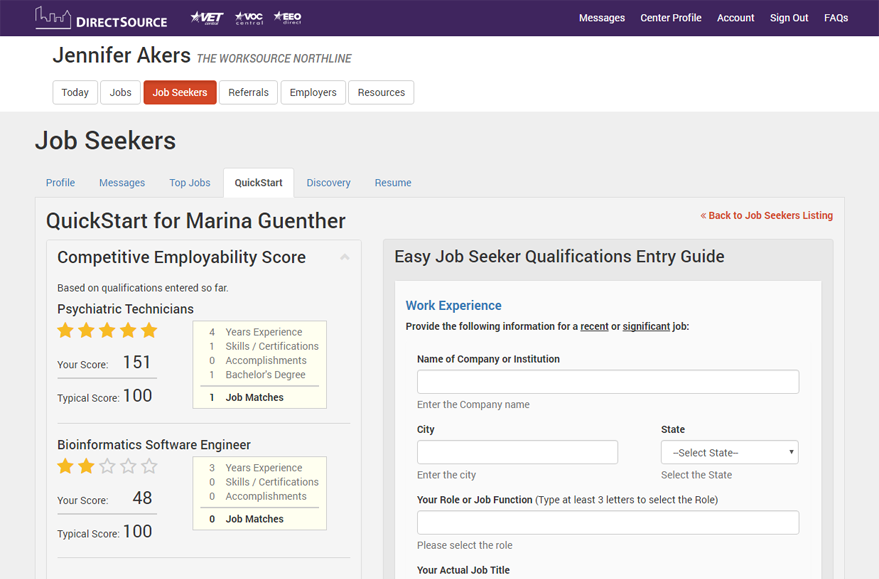 DIRECTSOURCE VET central VOC central EEO direct Messages Center Profile Account Sign Out FAQs
Jennifer Akers THE WORKSOURCE NORTHLINE
Today Jobs Job Seekers Referrals Employers Resources
Job Seekers
Profile Messages Top Jobs QuickStart Discovery Resume
QuickStart for Marina Guenther
« Back to Job Seekers Listing
Competitive Employability Score
Based on qualifications entered so far.
Psychiatric Technicians
Your Score: 151
Typical Score: 100
4 Years Experience
1 Skills / Certifications
0 Accomplishments
1 Bachelor's Degree
1 Job Matches
Bioinformatics Software Engineer
Your Score: 48
Typical Score: 100
3 Years Experience
0 Skills / Certifications
0 Accomplishments
0 Job Matches
Easy Job Seeker Qualifications Entry Guide
Work Experience
Provide the following information for a recent or significant job:
Name of Company or Institution
Enter the Company name
City State
--Select State--
Enter the city Select the State
Your Role or Job Function (Type at least 3 letters to select the Role)
Please select the role
Your Actual Job Title